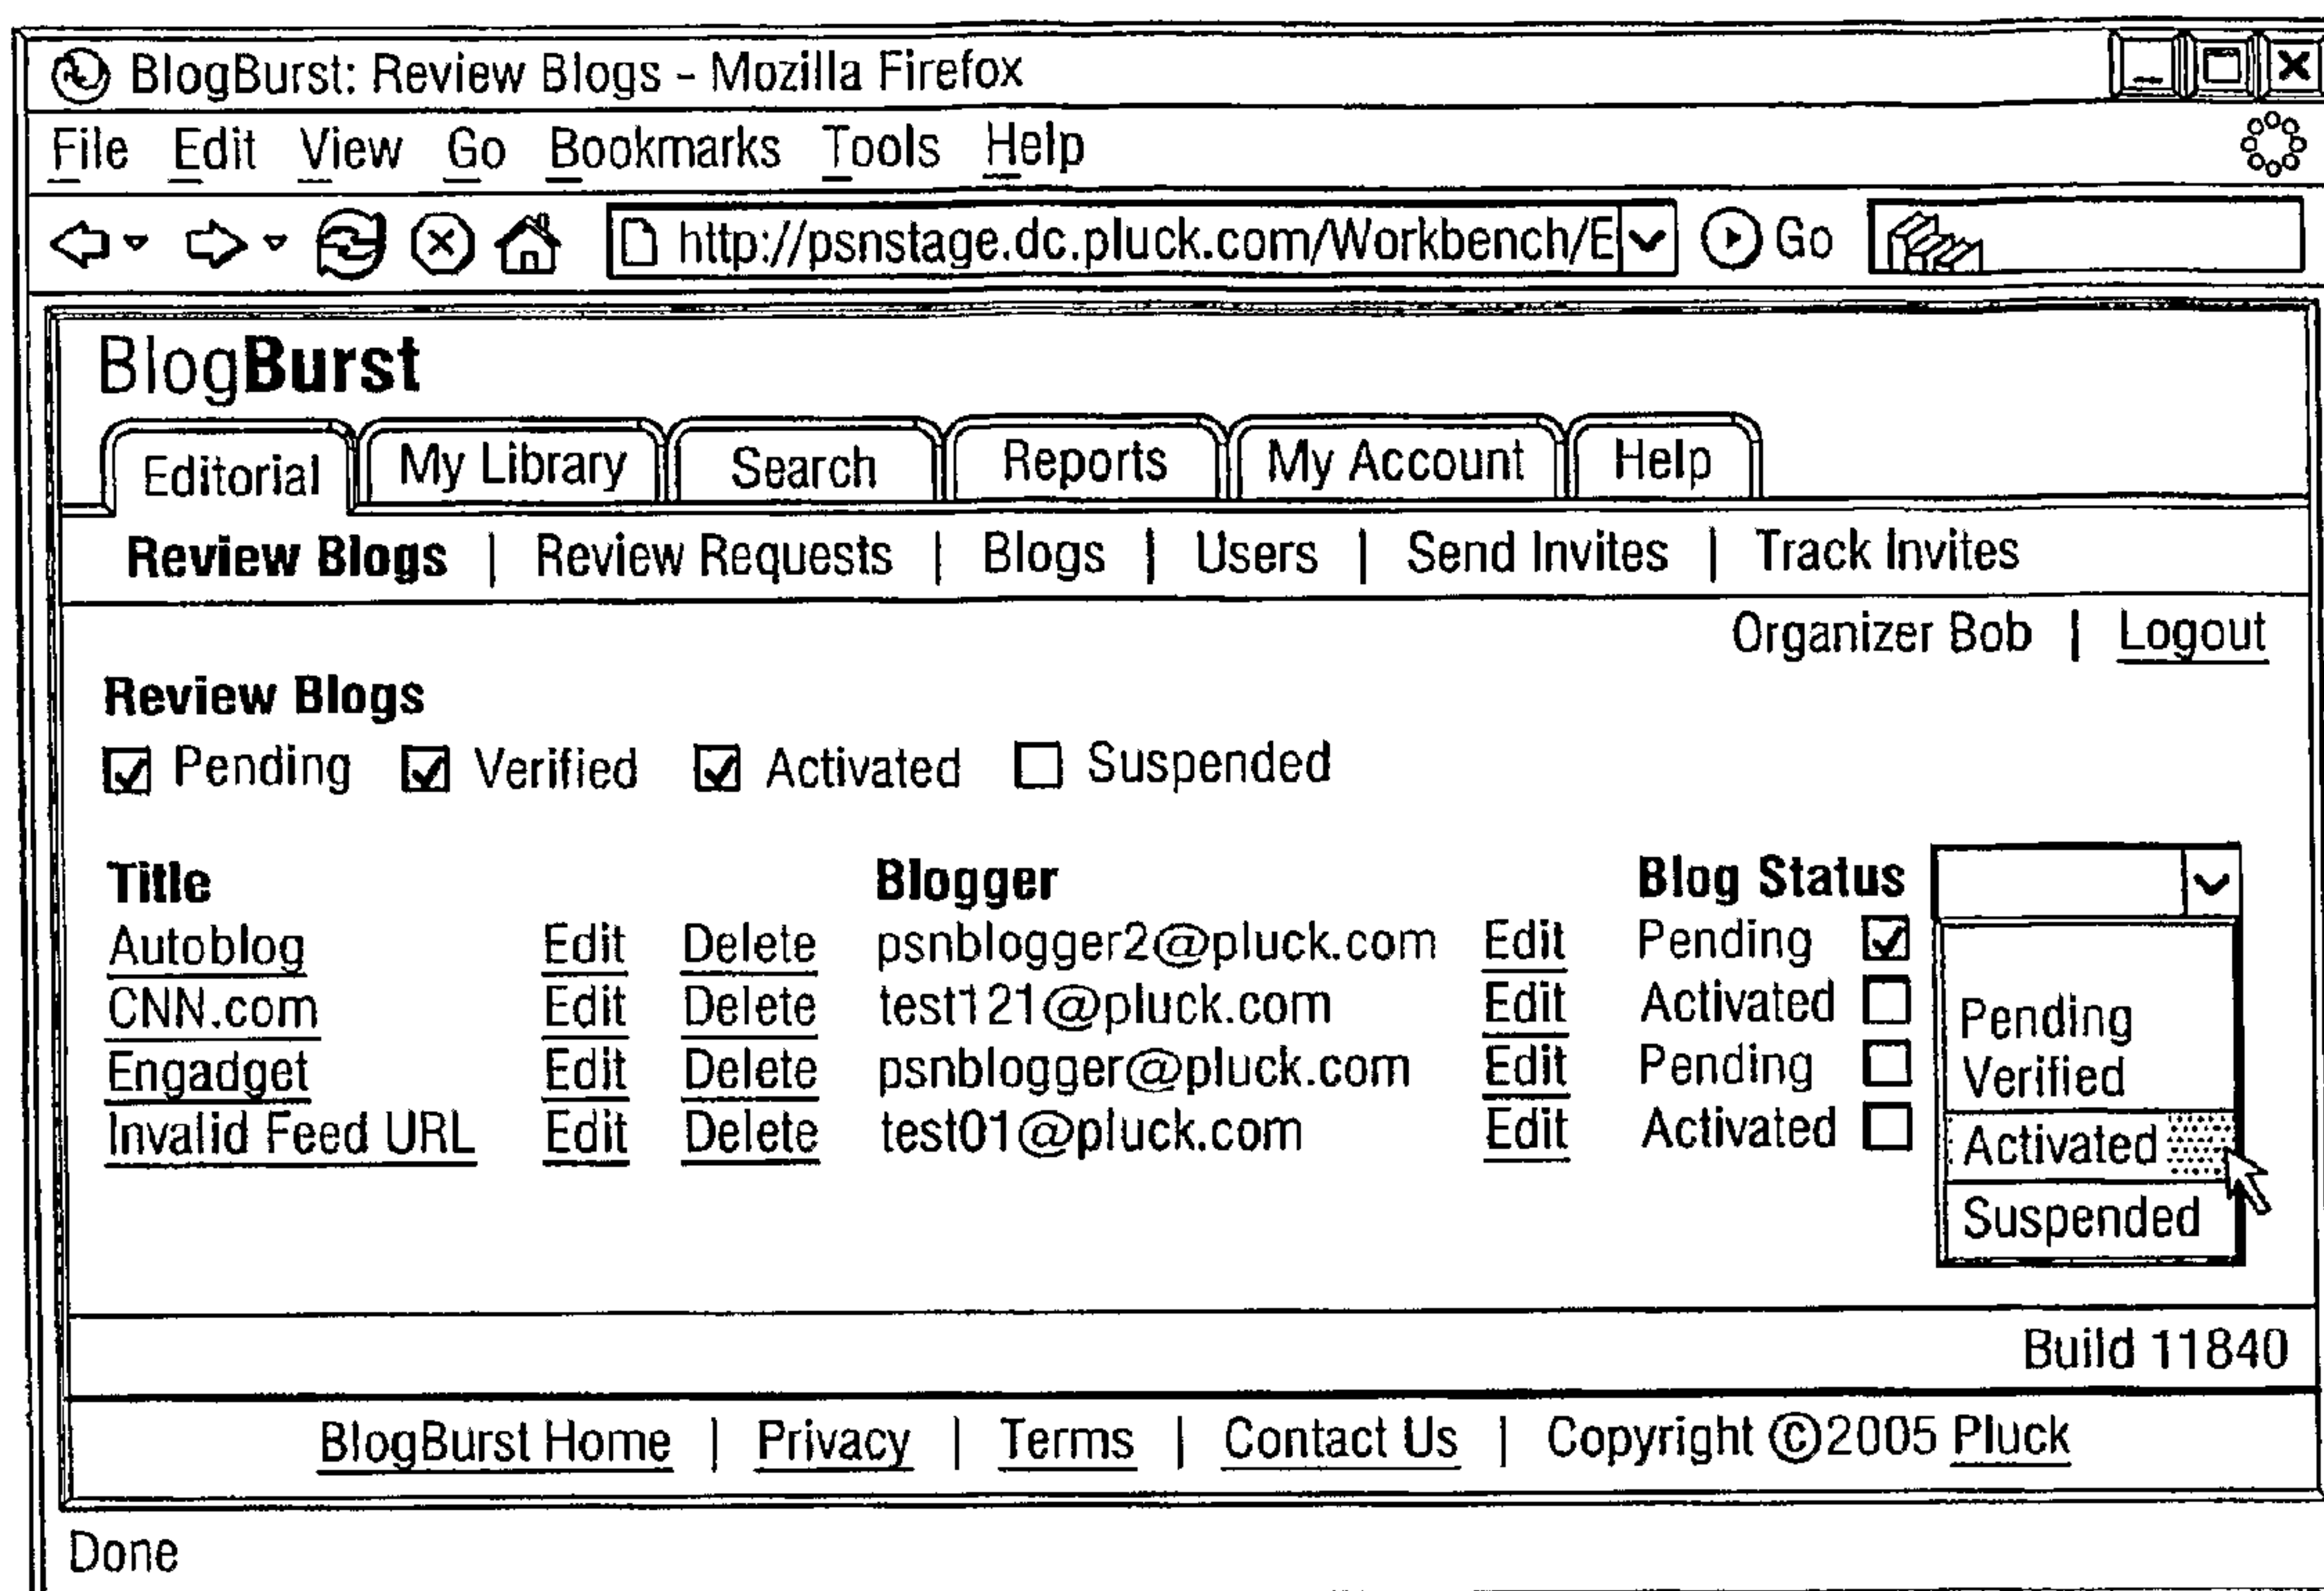 BlogBurst: Review Blogs - Mozilla Firefox
File Edit View Go Bookmarks Tools Help
http://psnstage.dc.pluck.com/Workbench/E Go
BlogBurst
Editorial My Library Search Reports My Account Help
Review Blogs | Review Requests | Blogs | Users | Send Invites | Track Invites
Organizer Bob | Logout
Review Blogs
Pending Verified Activated Suspended
Title Blogger Blog Status
Autoblog Edit Delete psnblogger2@pluck.com Edit Pending
CNN.com Edit Delete test121@pluck.com Edit Activated
Engadget Edit Delete psnblogger@pluck.com Edit Pending
Invalid Feed URL Edit Delete test01@pluck.com Edit Activated
Pending
Verified
Activated
Suspended
Build 11840
BlogBurst Home | Privacy | Terms | Contact Us | Copyright ©2005 Pluck
Done